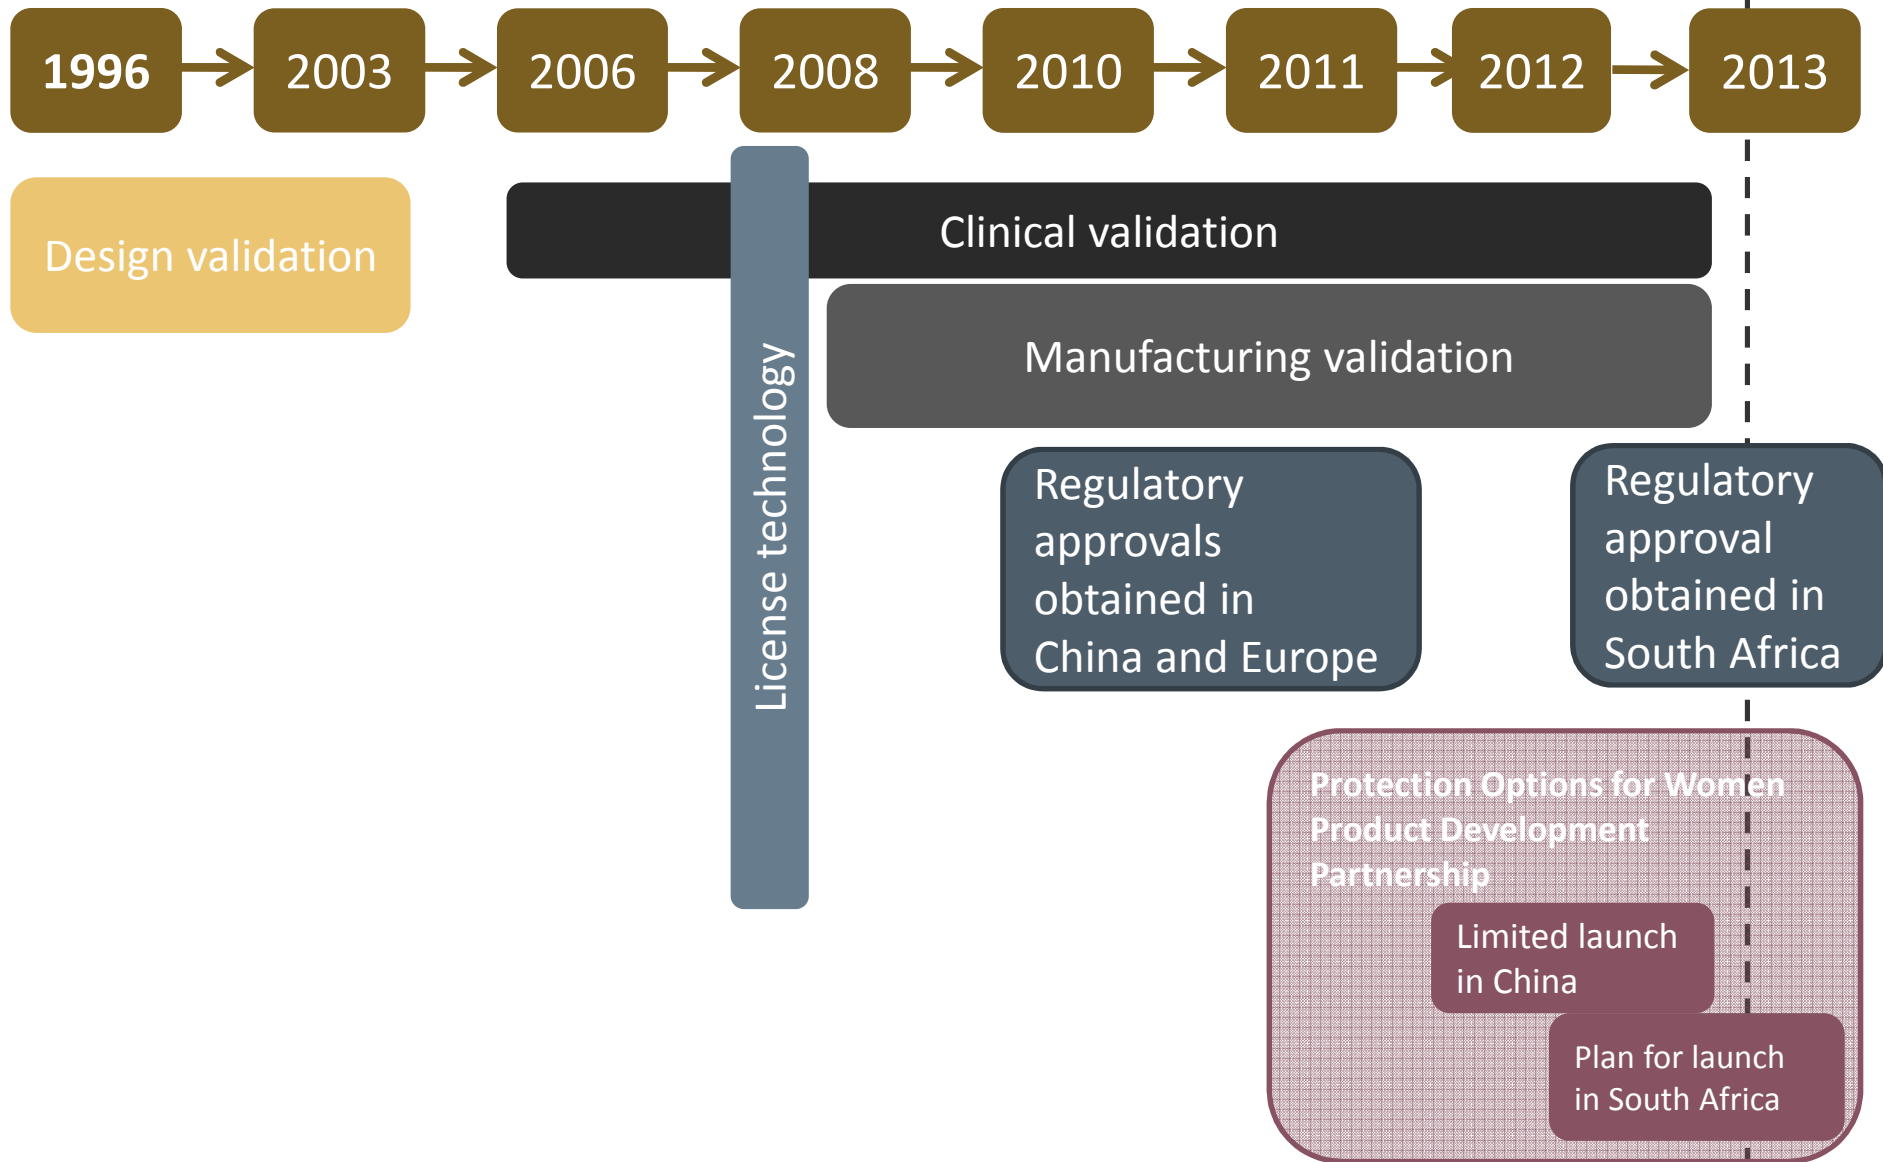 1996
2003
2006
2008
2010
2011
2012
2013
Design validation
Clinical validation
Manufacturing validation
License technology
Regulatory
approvals
obtained in
China and Europe
Regulatory
approval
obtained in
South Africa
Protection Options for Women
Product Development
Partnership
Limited launch
in China
Plan for launch
in South Africa